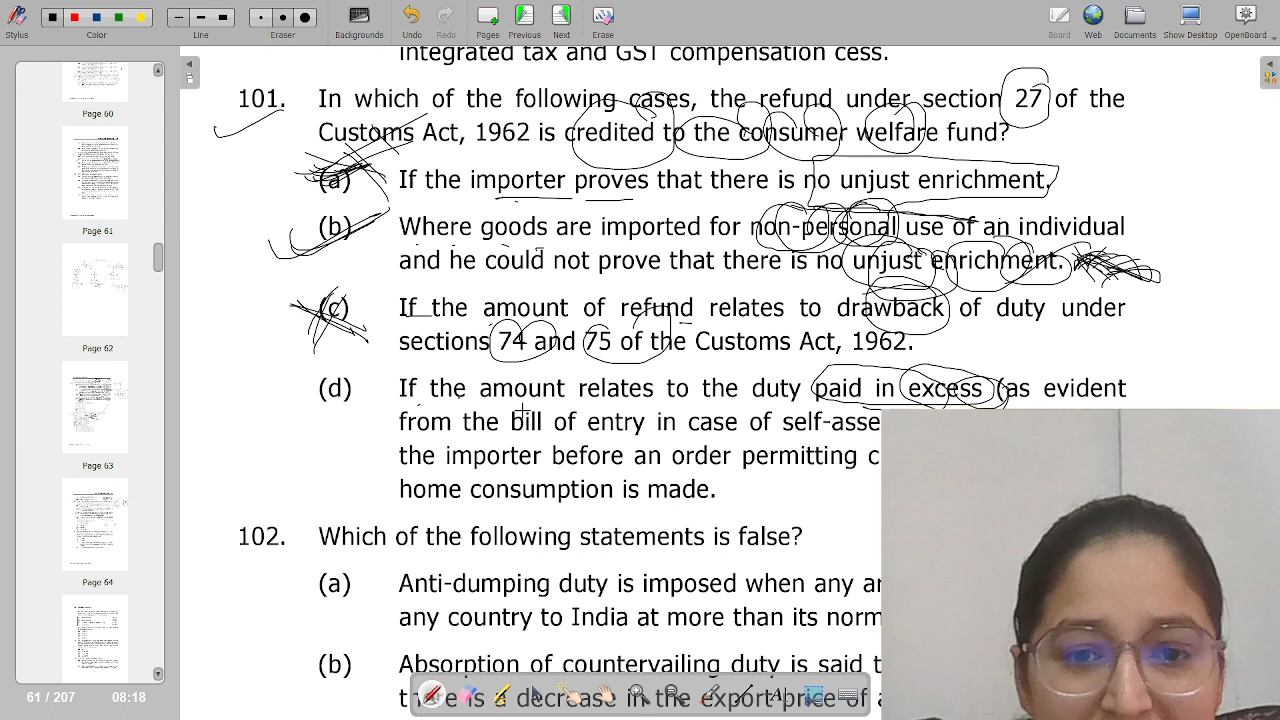 Stylus
Color
Line
Eraser
Backgrounds
Undo
Redo
Pages
Previous
Next
Erase
Board
Web
Documents
Show Desktop
OpenBoard
Page 60
Page 61
Page 62
Page 63
Page 64
61 / 207
08:18
integrated tax and GST compensation cess.
101. In which of the following cases, the refund under section 27 of the
Customs Act, 1962 is credited to the consumer welfare fund?
(a) If the importer proves that there is no unjust enrichment.
(b) Where goods are imported for non-personal use of an individual
and he could not prove that there is no unjust enrichment.
(c) If the amount of refund relates to drawback of duty under
sections 74 and 75 of the Customs Act, 1962.
(d) If the amount relates to the duty paid in excess (as evident
from the bill of entry in case of self-asse
the importer before an order permitting c
home consumption is made.
102. Which of the following statements is false?
(a) Anti-dumping duty is imposed when any ar
any country to India at more than its norm
(b) Absorption of countervailing duty is said t
there is a decrease in the export price of a